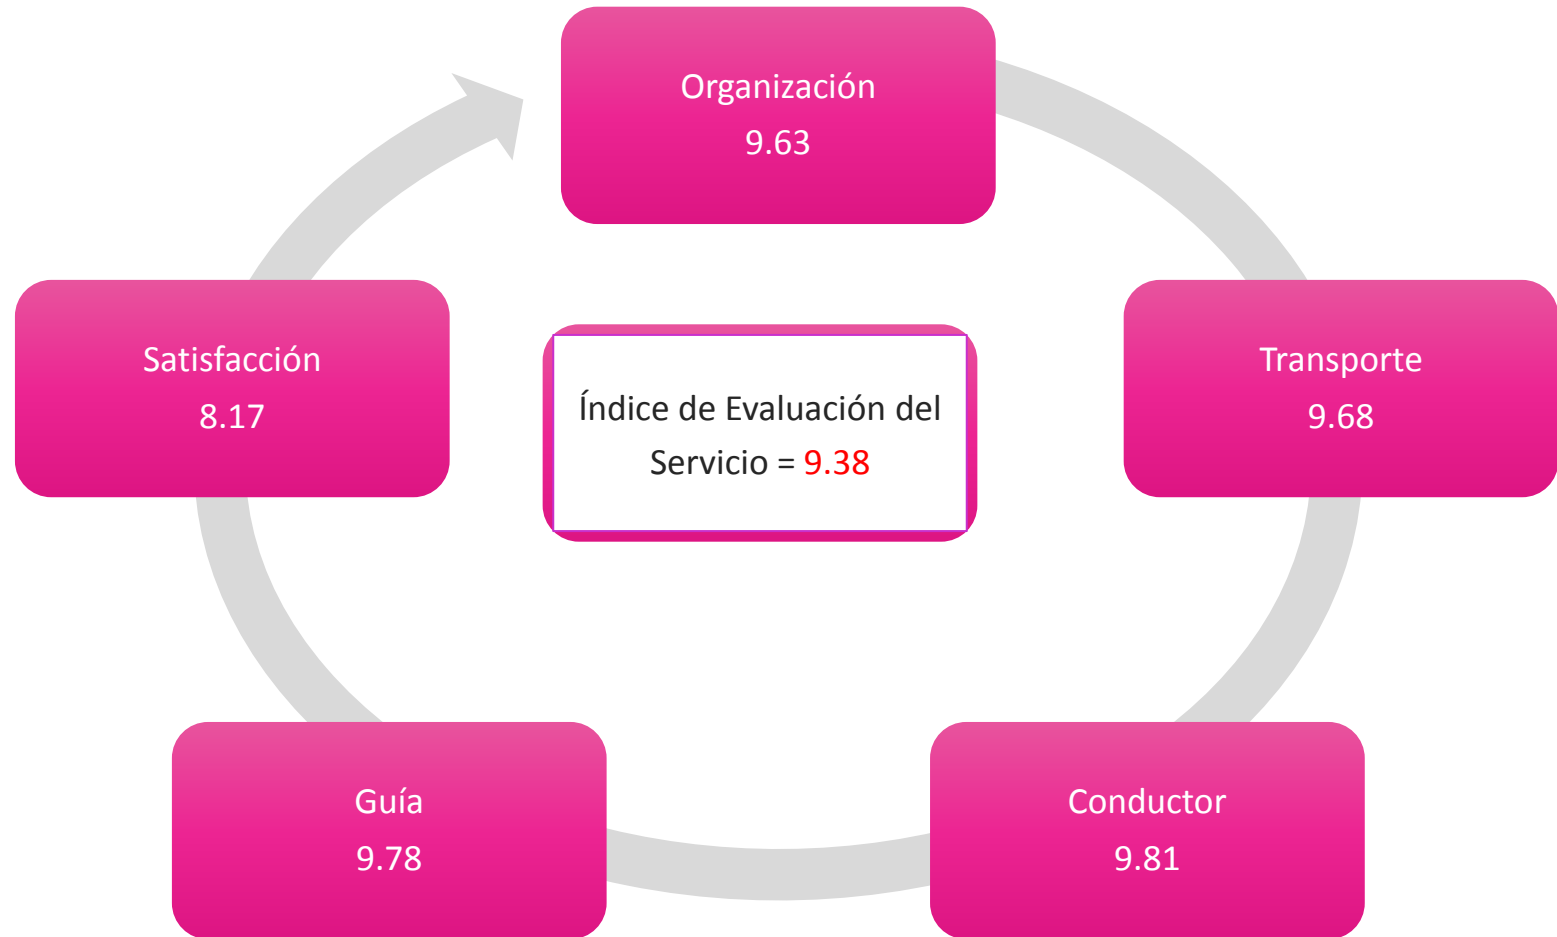 Organización
9.63
Transporte
9.68
Conductor
9.81
Guía
9.78
Satisfacción
8.17
Índice de Evaluación del
Servicio = 9.38